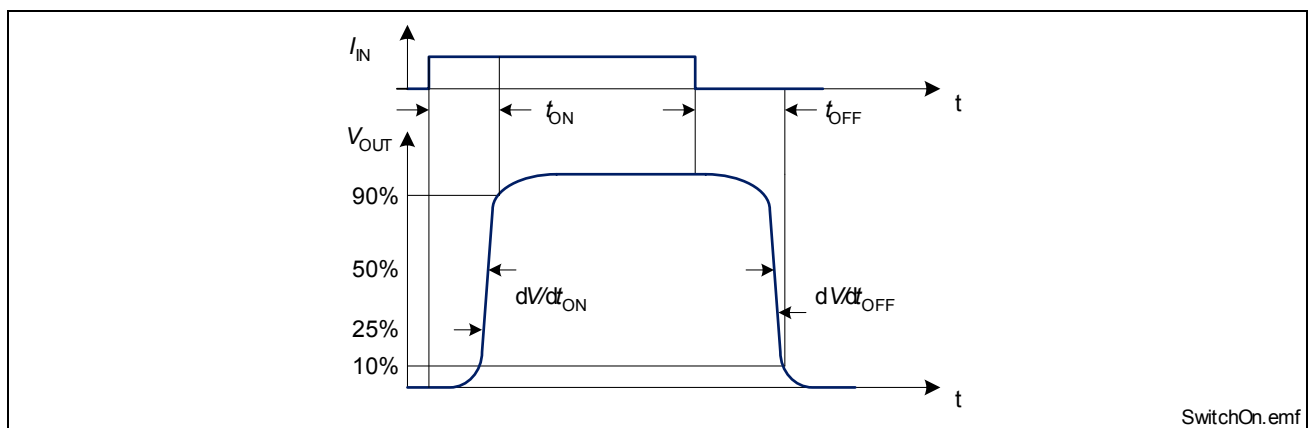 I_IN
t
t_ON
t_OFF
V_OUT
90%
50%
dV/dt_ON
dV/dt_OFF
25%
10%
t
SwitchOn.emf